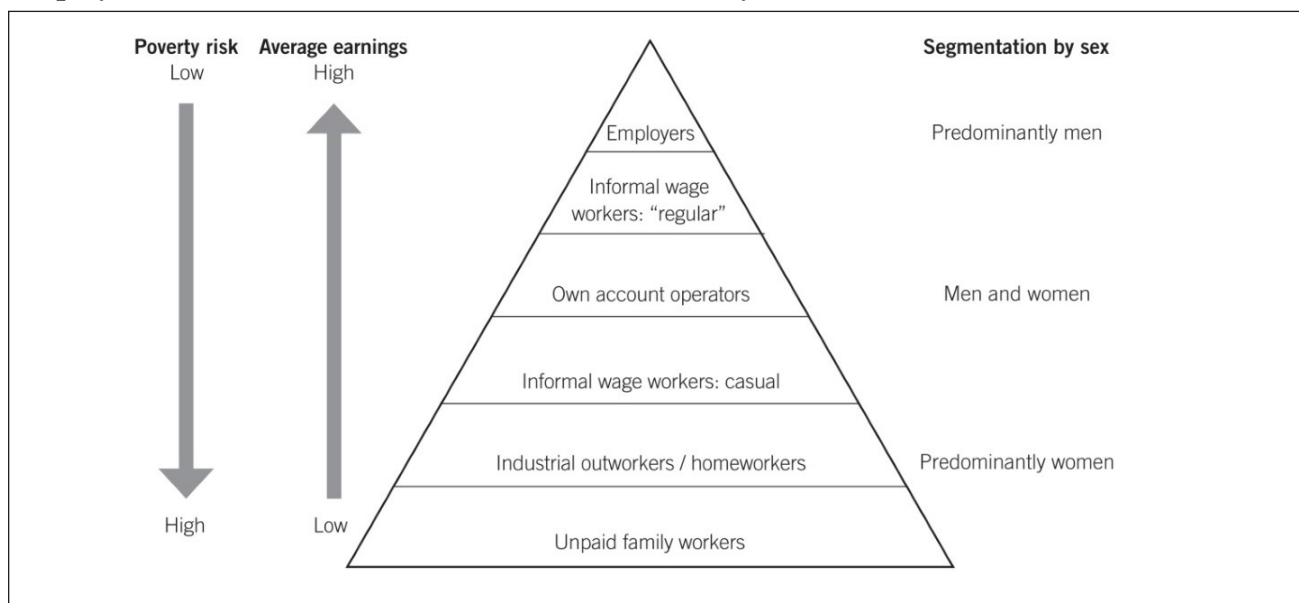 Poverty risk Average earnings Segmentation by sex
Low High
Employers Predominantly men
Informal wage
workers: “regular”
Own account operators Men and women
Informal wage workers: casual
Industrial outworkers / homeworkers Predominantly women
High Low
Unpaid family workers